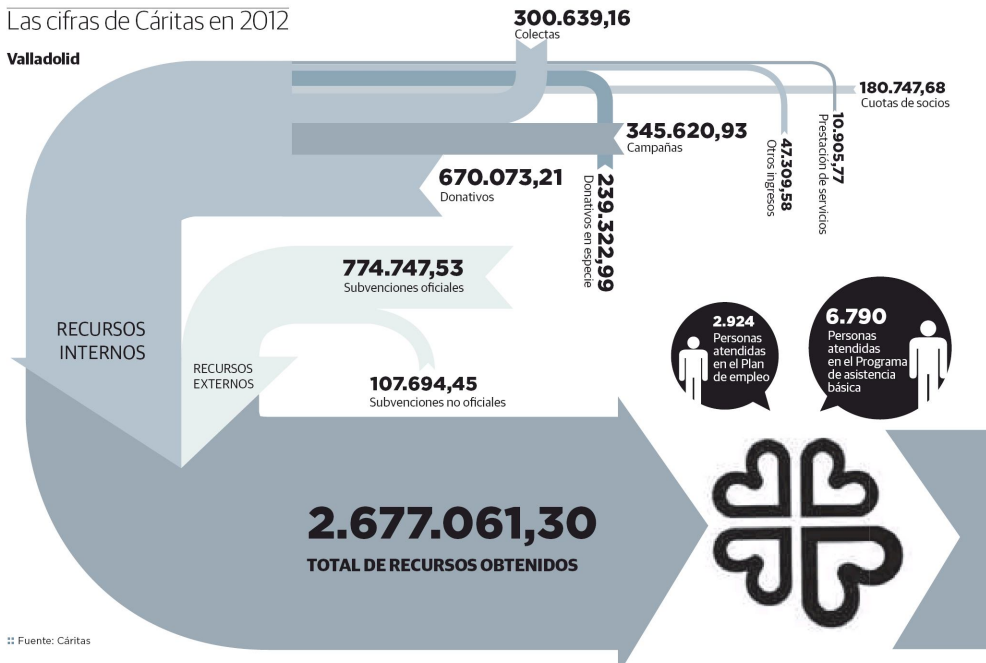 Las cifras de Cáritas en 2012
Valladolid
300.639,16
Colectas
180.747,68
Cuotas de socios
10.905,77
Prestación de servicios
47.309,58
Otros ingresos
345.620,93
Campañas
239.322,99
Donativos en especie
670.073,21
Donativos
774.747,53
Subvenciones oficiales
RECURSOS
INTERNOS
RECURSOS
EXTERNOS
107.694,45
Subvenciones no oficiales
2.924
Personas
atendidas
en el Plan
de empleo
6.790
Personas
atendidas
en el Programa
de asistencia
básica
2.677.061,30
TOTAL DE RECURSOS OBTENIDOS
Fuente: Cáritas